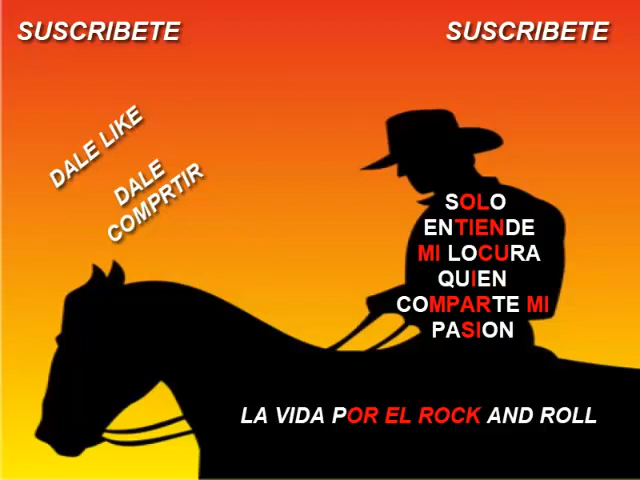 SUSCRIBETE
SUSCRIBETE
DALE LIKE
DALE
COMPRTIR
SOLO
ENTIENDE
MI LOCURA
QUIEN
COMPARTE MI
PASION
LA VIDA POR EL ROCK AND ROLL